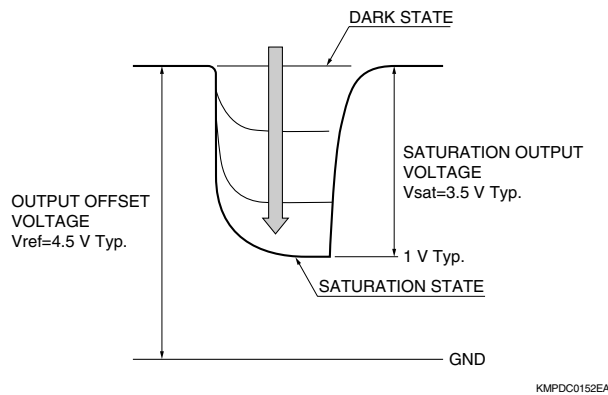 DARK STATE
SATURATION OUTPUT
VOLTAGE
Vsat=3.5 V Typ.
OUTPUT OFFSET
VOLTAGE
Vref=4.5 V Typ.
1 V Typ.
SATURATION STATE
GND
KMPDC0152EA